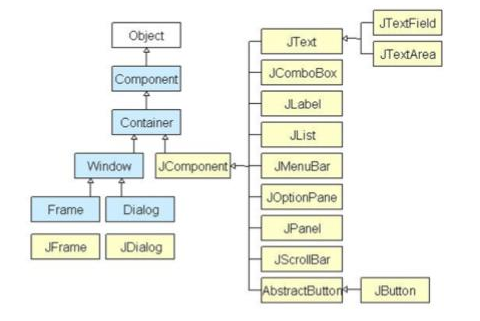 Object
Component
Container
Window
JComponent
Frame
Dialog
JFrame
JDialog
JText
JComboBox
JLabel
JList
JMenuBar
JOptionPane
JPanel
JScrollBar
AbstractButton
JTextField
JTextArea
JButton